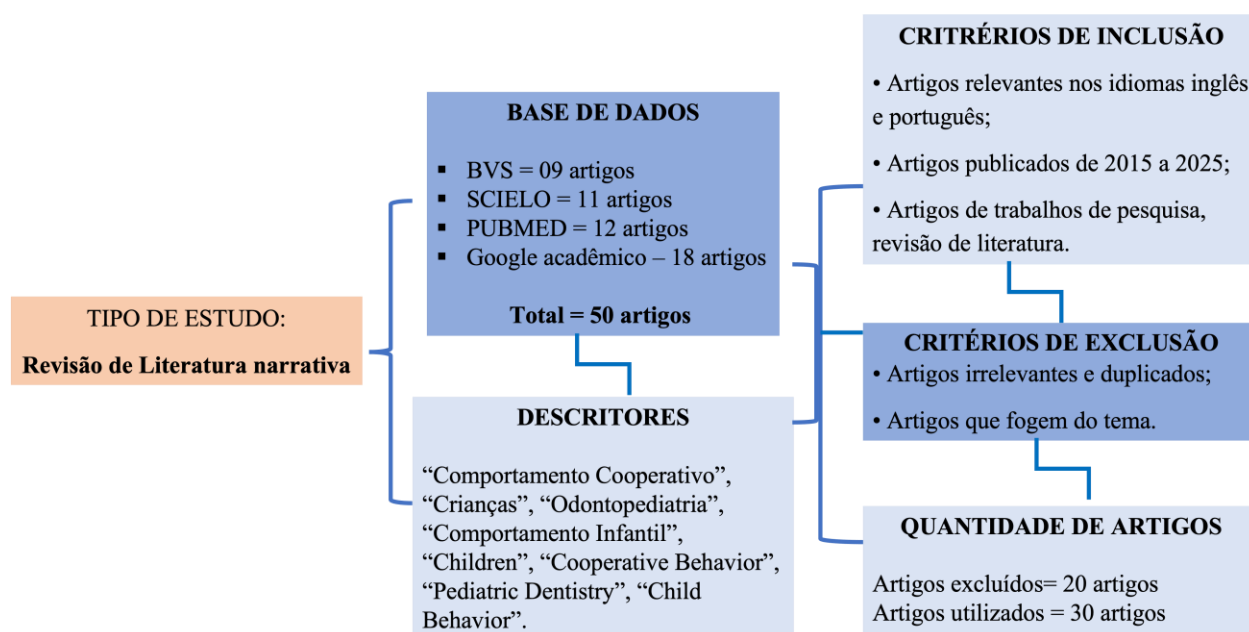 TIPO DE ESTUDO:
Revisão de Literatura narrativa
BASE DE DADOS
▪ BVS = 09 artigos
▪ SCIELO = 11 artigos
▪ PUBMED = 12 artigos
▪ Google acadêmico – 18 artigos
Total = 50 artigos
DESCRITORES
“Comportamento Cooperativo”,
“Crianças”, “Odontopediatria”,
“Comportamento Infantil”,
“Children”, “Cooperative Behavior”,
“Pediatric Dentistry”, “Child
Behavior”.
CRITRÉRIOS DE INCLUSÃO
• Artigos relevantes nos idiomas inglês
e português;
• Artigos publicados de 2015 a 2025;
• Artigos de trabalhos de pesquisa,
revisão de literatura.
CRITÉRIOS DE EXCLUSÃO
• Artigos irrelevantes e duplicados;
• Artigos que fogem do tema.
QUANTIDADE DE ARTIGOS
Artigos excluídos= 20 artigos
Artigos utilizados = 30 artigos